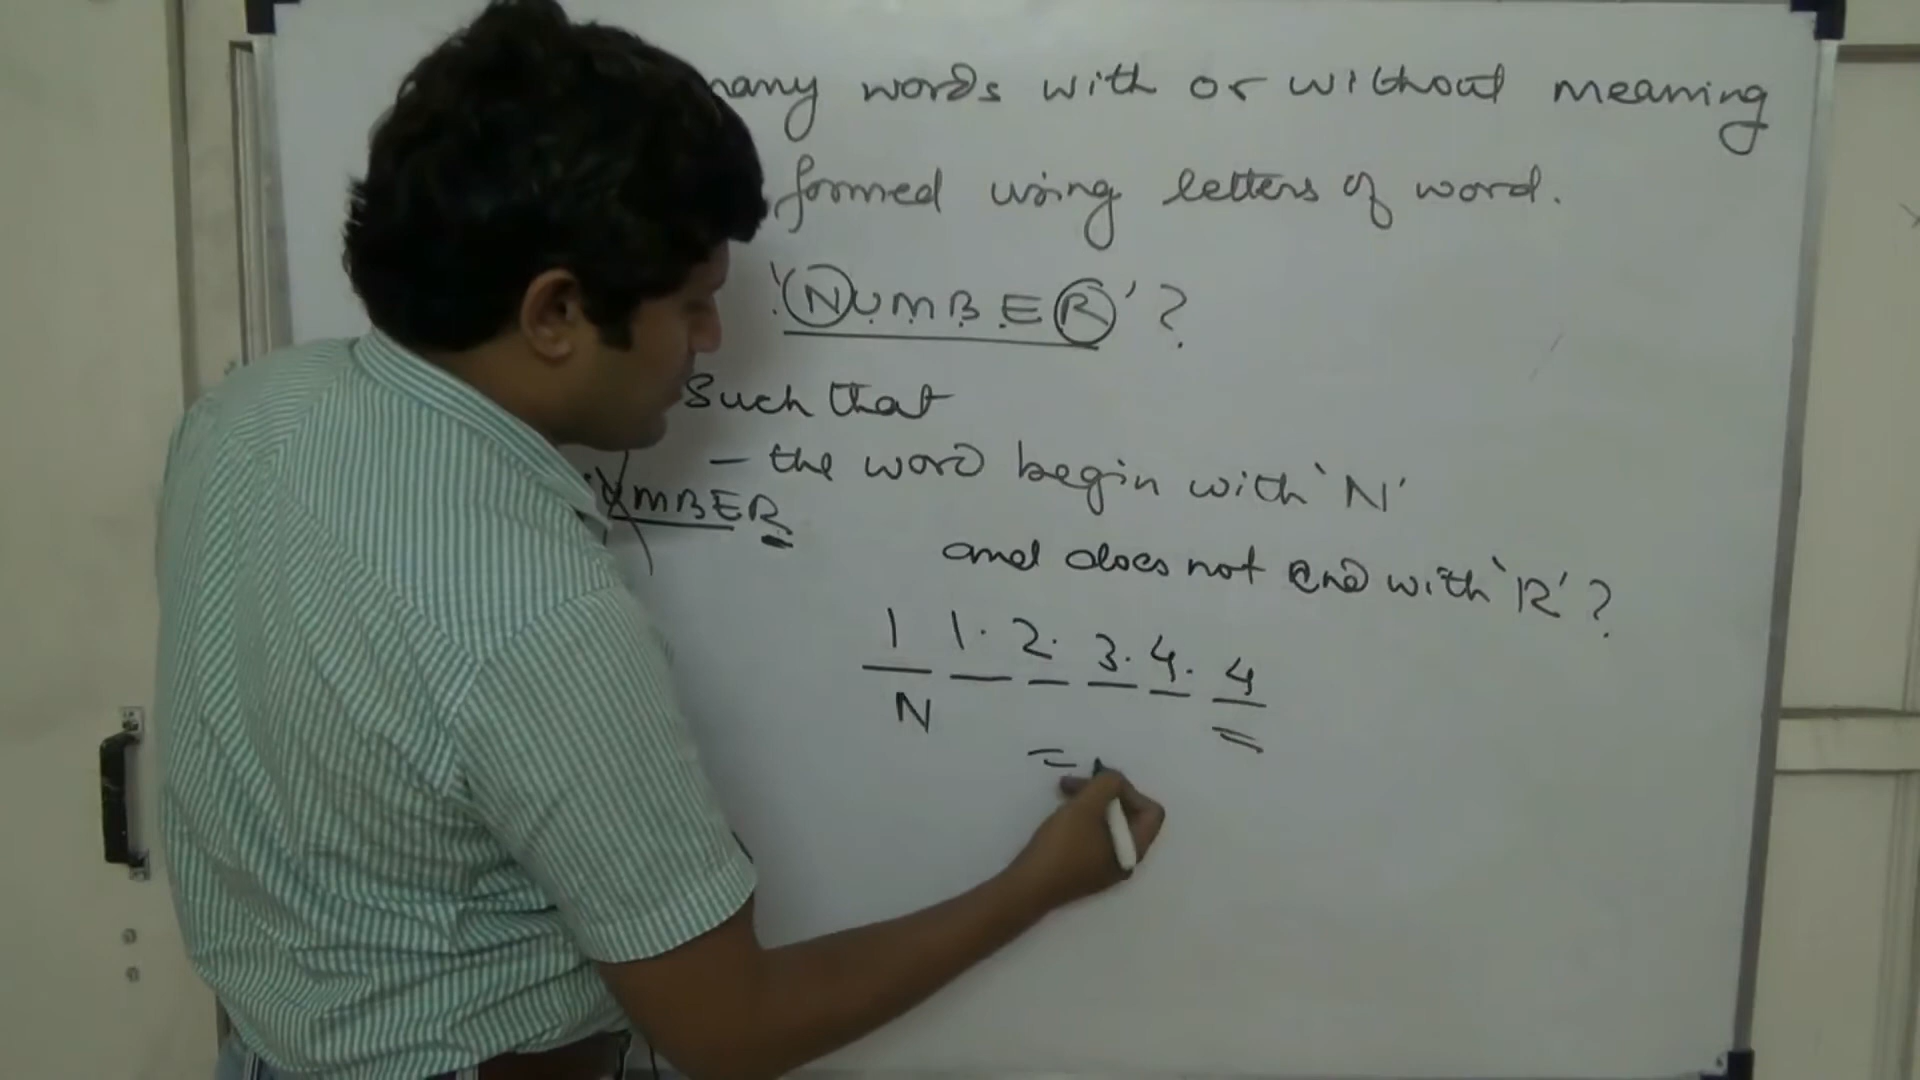 many words with or without meaning
formed using letters of word.
'NUMBER' ?
Such that
- the word begin with 'N'
UMBER
and does not end with 'R' ?
1 1. 2. 3. 4. 4
N
=